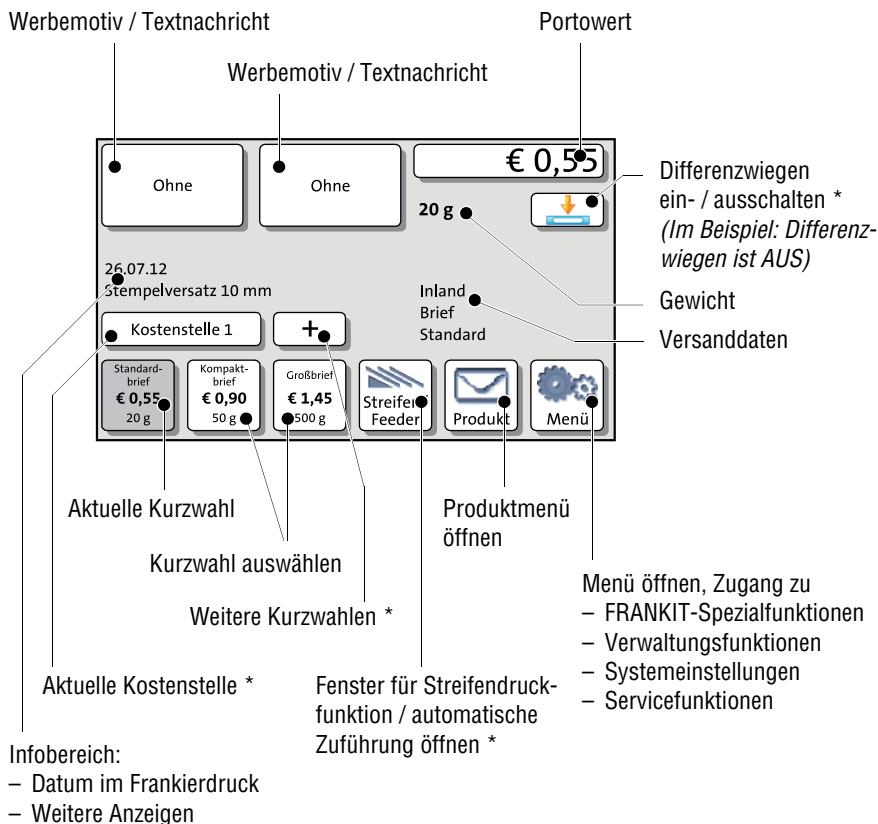 Werbemotiv / Textnachricht
Portowert
Werbemotiv / Textnachricht
Ohne
Ohne
€ 0,55
20 g
Differenzwiegen
ein- / ausschalten *
(Im Beispiel: Differenz-
wiegen ist AUS)
Gewicht
Versanddaten
26.07.12
Stempelversatz 10 mm
Inland
Brief
Standard
Kostenstelle 1
+
Standard-
brief
€ 0,55
20 g
Kompakt-
brief
€ 0,90
50 g
Großbrief
€ 1,45
500 g
Streifen/
Feeder
Produkt
Menü
Aktuelle Kurzwahl
Kurzwahl auswählen
Weitere Kurzwahlen *
Aktuelle Kostenstelle *
Produktmenü
öffnen
Fenster für Streifendruck-
funktion / automatische
Zuführung öffnen *
Menü öffnen, Zugang zu
– FRANKIT-Spezialfunktionen
– Verwaltungsfunktionen
– Systemeinstellungen
– Servicefunktionen
Infobereich:
– Datum im Frankierdruck
– Weitere Anzeigen